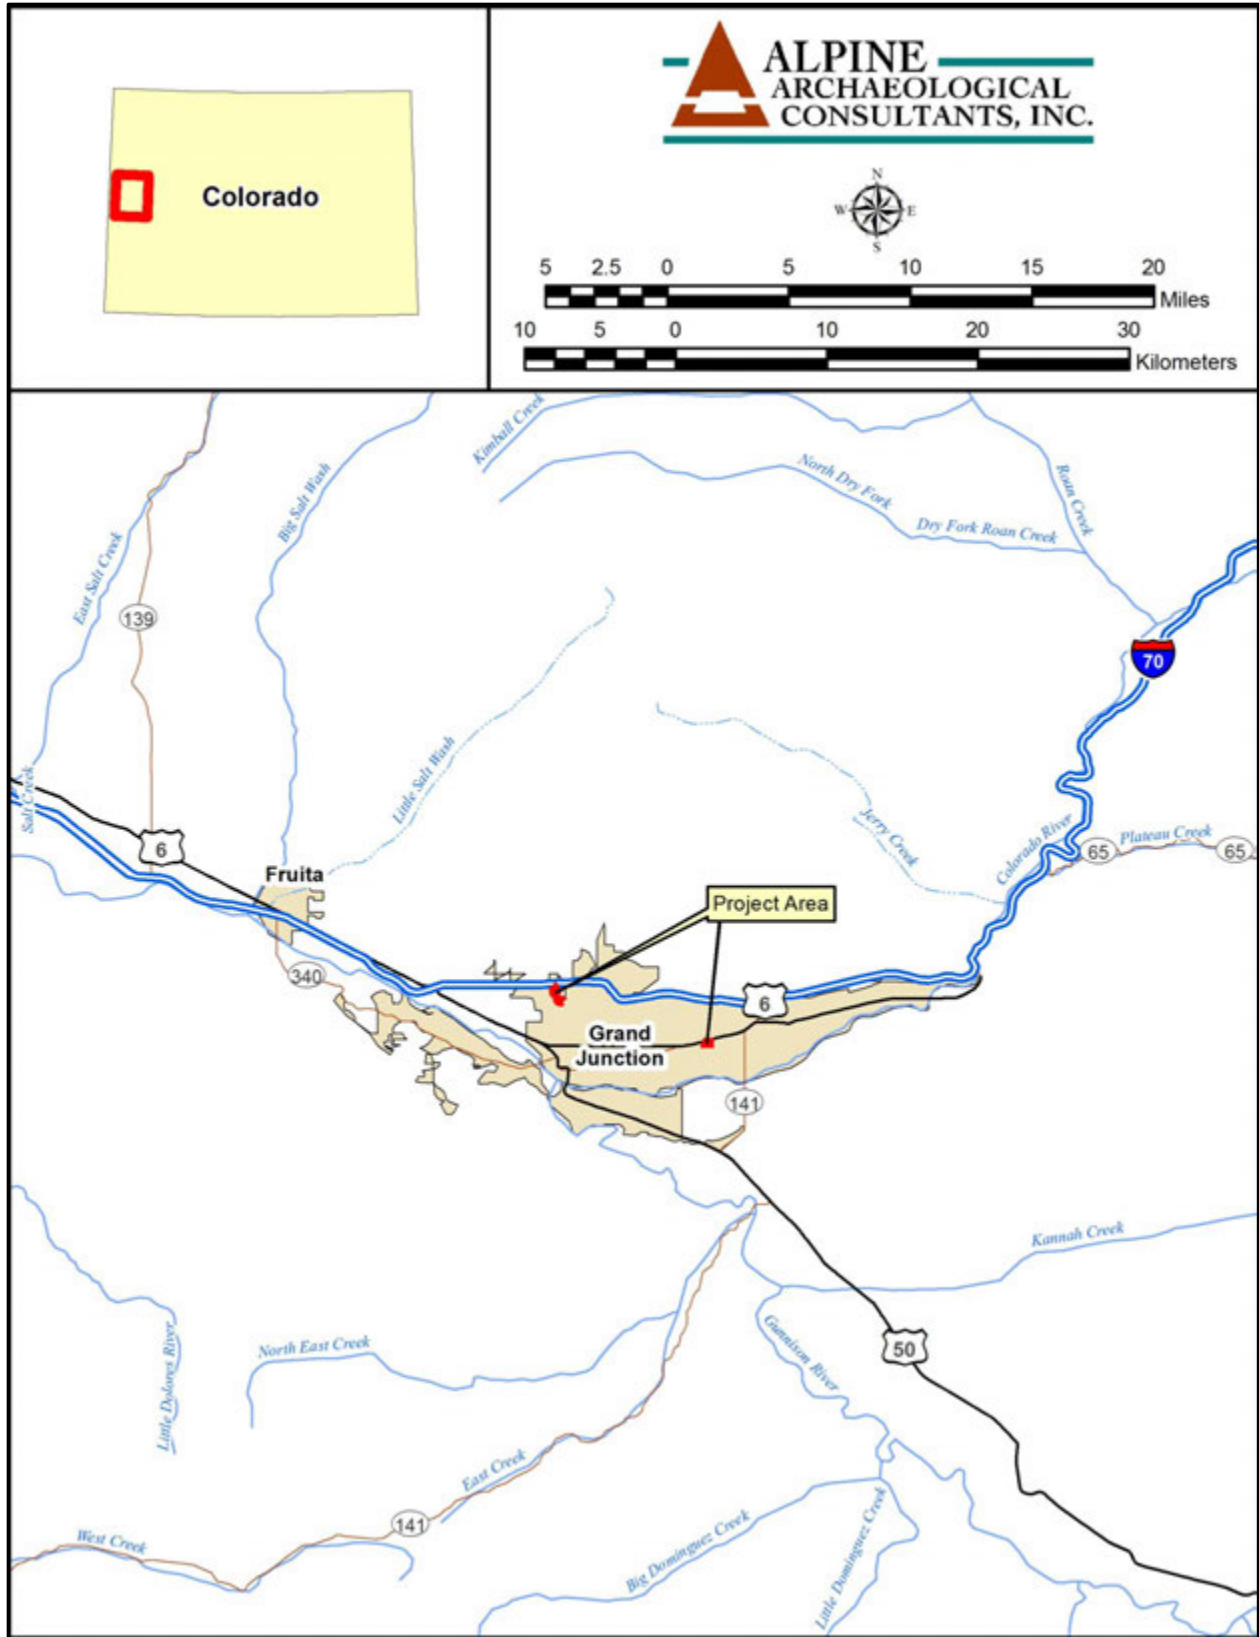 ALPINE
ARCHAEOLOGICAL
CONSULTANTS, INC.
Colorado
N
W E
S
5 2.5 0 5 10 15 20
Miles
10 5 0 10 20 30
Kilometers
Kimball Creek
Big Salt Wash
North Dry Fork
Roan Creek
Dry Fork Roan Creek
East Salt Creek
139
70
Little Salt Wash
Salt Creek
Jerry Creek
Colorado River
6
65
Plateau Creek
65
Fruita
Project Area
340
6
Grand
Junction
141
Kannah Creek
Gunnison River
50
North East Creek
Little Dolores River
East Creek
141
West Creek
Big Dominguez Creek
Little Dominguez Creek